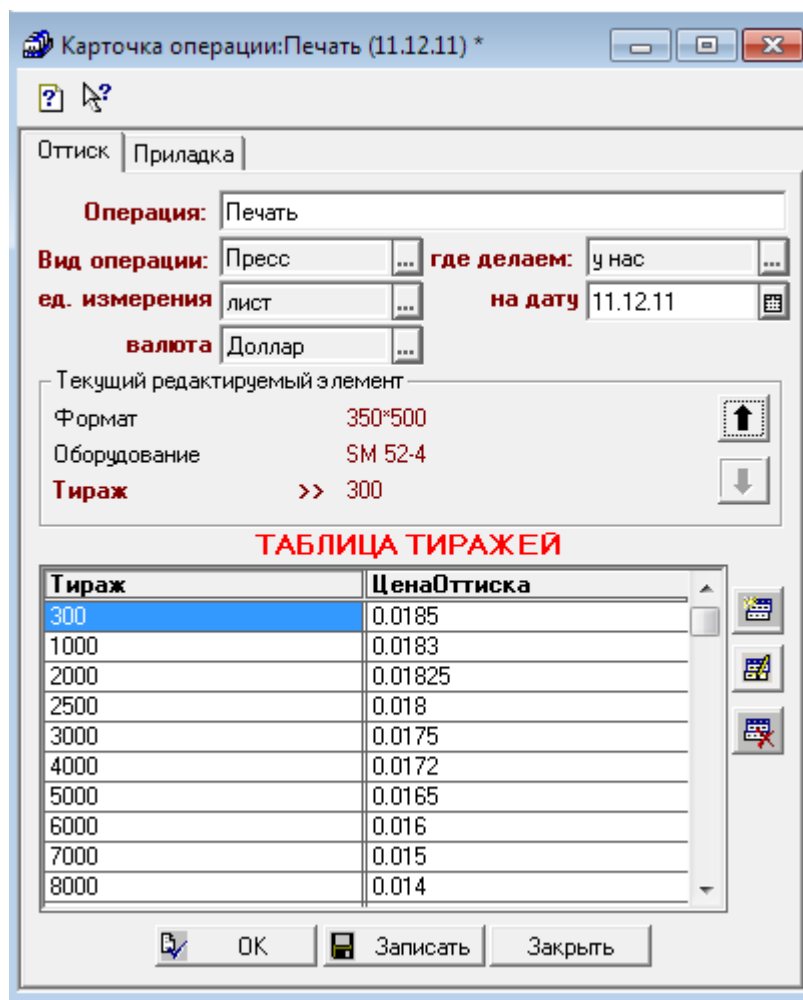 Карточка операции:Печать (11.12.11) *
Оттиск Приладка
Операция: Печать
Вид операции: Пресс ... где делаем: у нас ...
ед. измерения лист ... на дату 11.12.11
валюта Доллар ...
Текущий редактируемый элемент
Формат 350*500
Оборудование SM 52-4
Тираж >> 300
ТАБЛИЦА ТИРАЖЕЙ
Тираж ЦенаОттиска
300 0.0185
1000 0.0183
2000 0.01825
2500 0.018
3000 0.0175
4000 0.0172
5000 0.0165
6000 0.016
7000 0.015
8000 0.014
OK Записать Закрыть